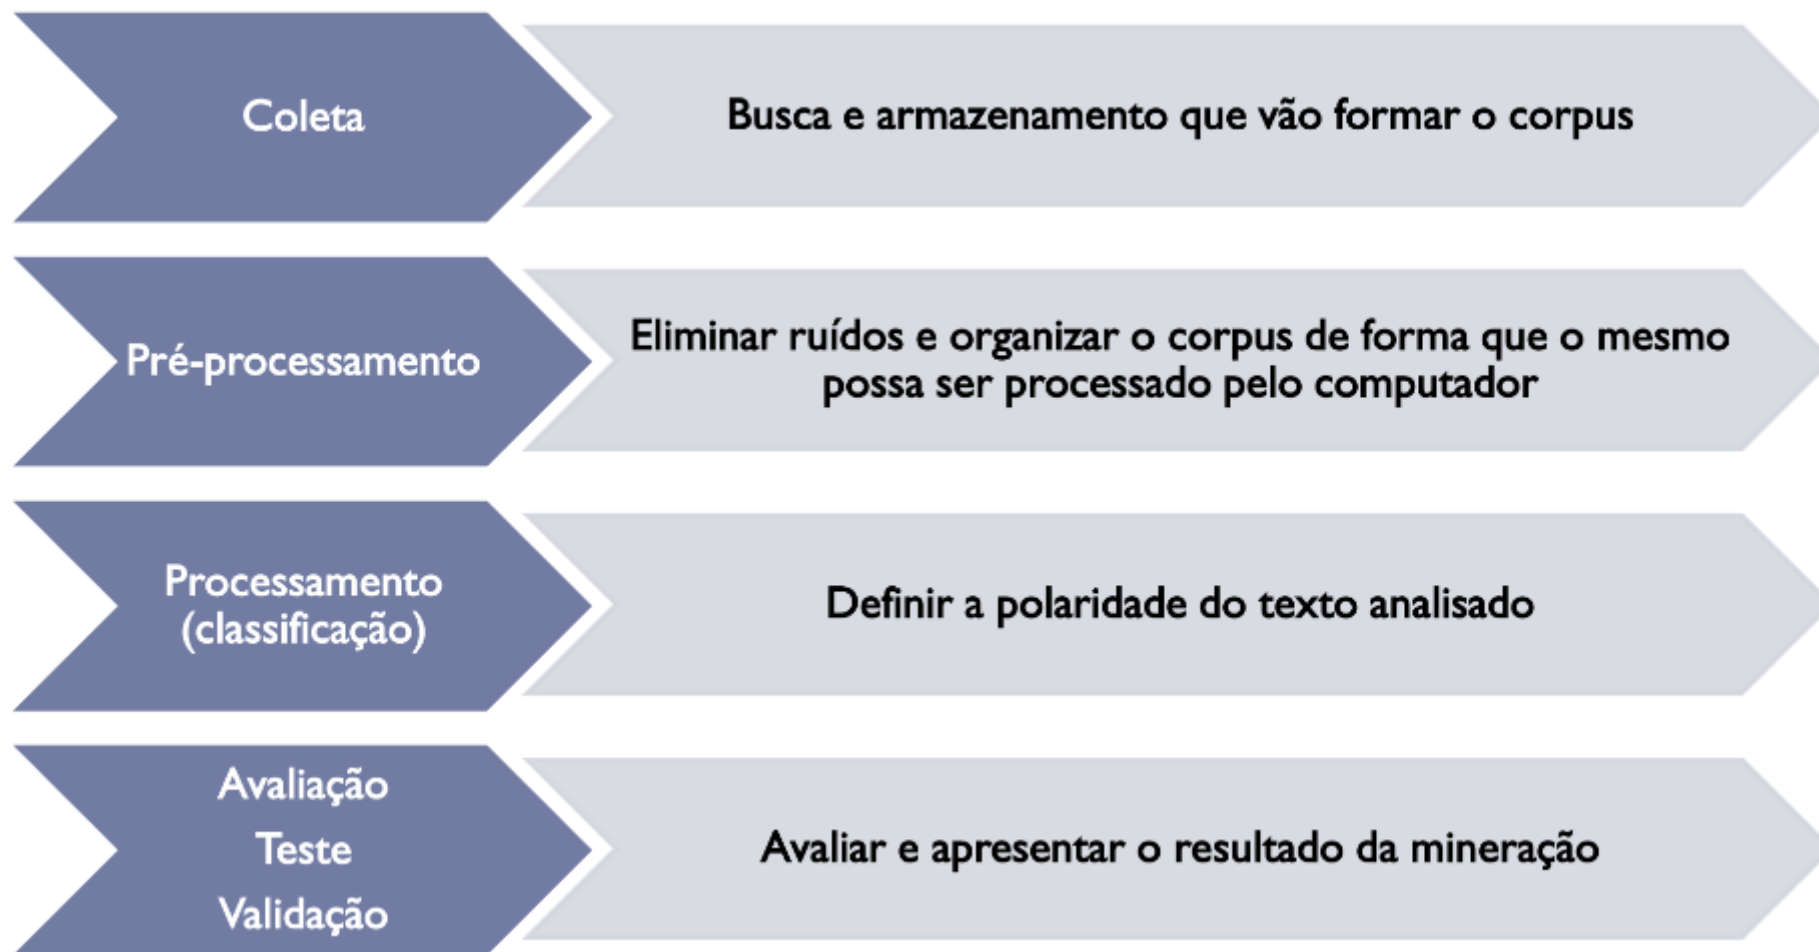 Coleta
Busca e armazenamento que vão formar o corpus
Pré-processamento
Eliminar ruídos e organizar o corpus de forma que o mesmo
possa ser processado pelo computador
Processamento
(classificação)
Definir a polaridade do texto analisado
Avaliação
Teste
Validação
Avaliar e apresentar o resultado da mineração